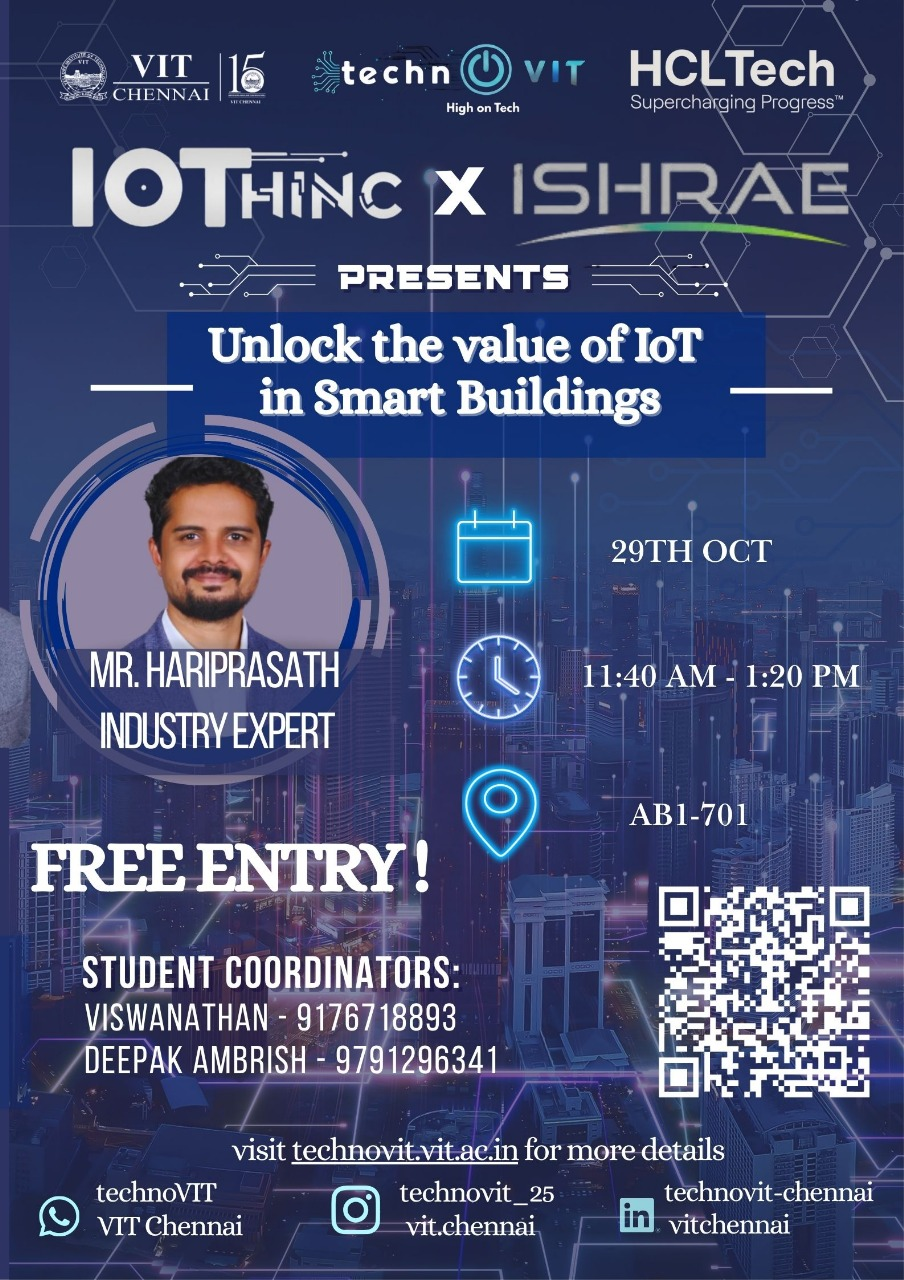 VIT
CHENNAI
15
VIT CHENNAI
technoVIT
High on Tech
HCLTech
Supercharging Progress™
IOTHINC X ISHRAE
PRESENTS
Unlock the value of IoT
in Smart Buildings
29TH OCT
11:40 AM - 1:20 PM
AB1-701
MR. HARIPRASATH
INDUSTRY EXPERT
FREE ENTRY!
STUDENT COORDINATORS:
VISWANATHAN - 9176718893
DEEPAK AMBRISH - 9791296341
visit technovit.vit.ac.in for more details
technoVIT
VIT Chennai
technovit_25
vit.chennai
technovit-chennai
vitchennai